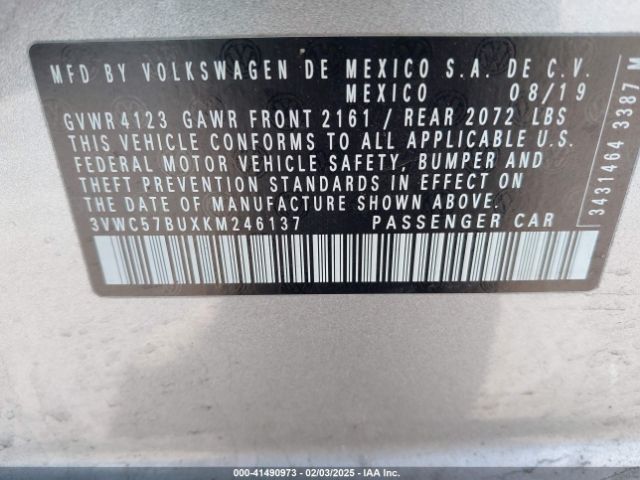 MFD BY VOLKSWAGEN DE MEXICO S.A. DE C.V.
MEXICO 08/19
GVWR 4123 GAWR FRONT 2161 / REAR 2072 LBS
THIS VEHICLE CONFORMS TO ALL APPLICABLE U.S.
FEDERAL MOTOR VEHICLE SAFETY, BUMPER AND
THEFT PREVENTION STANDARDS IN EFFECT ON
THE DATE OF MANUFACTURE SHOWN ABOVE.
3VWC57BUXKM246137 PASSENGER CAR
3431464 3387 M
000-41490973 - 02/03/2025 - IAA Inc.